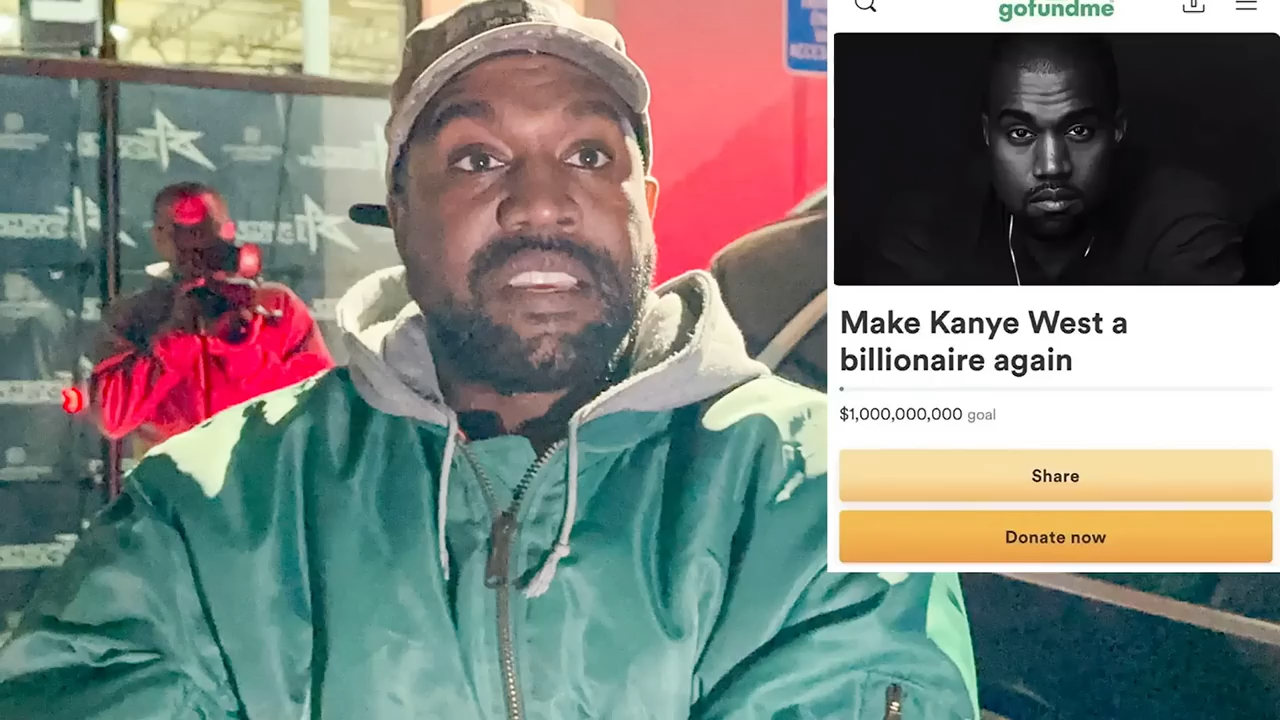 gofundme
Make Kanye West a
billionaire again
$1,000,000,000 goal
Share
Donate now